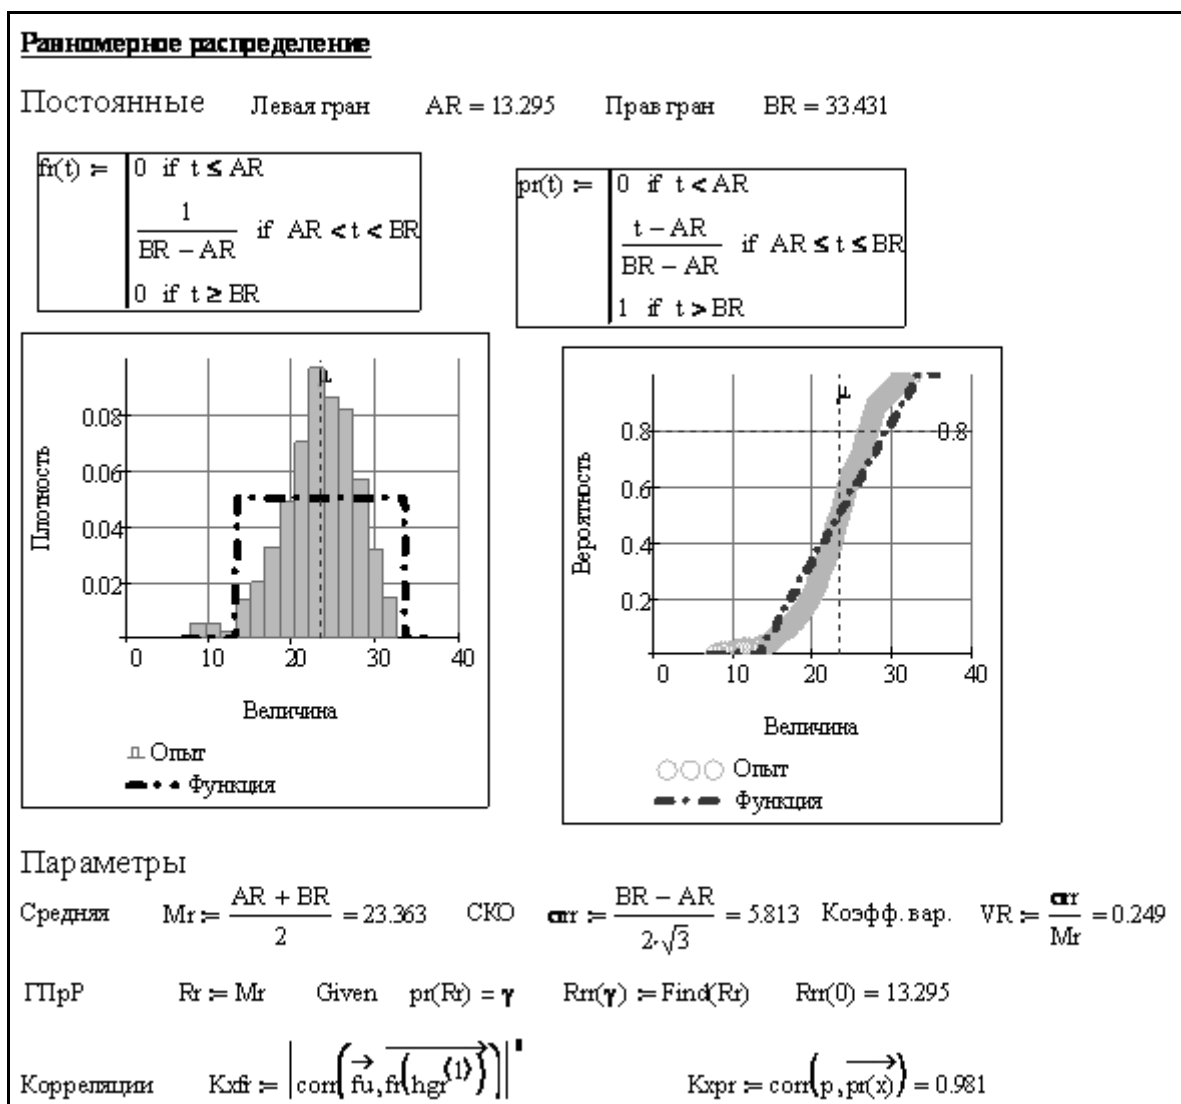 Равномерное распределение
Постоянные Левая гран AR = 13.295 Прав гран BR = 33.431
fr(t) := 0 if t ≤ AR
1
BR − AR
if AR < t < BR
0 if t ≥ BR
pr(t) := 0 if t < AR
t − AR
BR − AR
if AR ≤ t ≤ BR
1 if t > BR
μ
0.08
0.06
0.04
0.02
0 10 20 30 40
Плотность
Величина
Опыт
Функция
μ
0.8
0.8
0.6
0.4
0.2
0 10 20 30 40
Вероятность
Величина
Опыт
Функция
Параметры
Средняя Mr := (AR + BR) / 2 = 23.363 СКО σrr := (BR − AR) / (2·√3) = 5.813 Коэфф. вар. VR := σrr / Mr = 0.249
ГПрР Rr := Mr Given pr(Rr) = γ Rrr(γ) := Find(Rr) Rrr(0) = 13.295
Корреляции Kxfr := |corr(fu, fr(hgr⟨1⟩))| Kxpr := corr(p, pr(x)) = 0.981